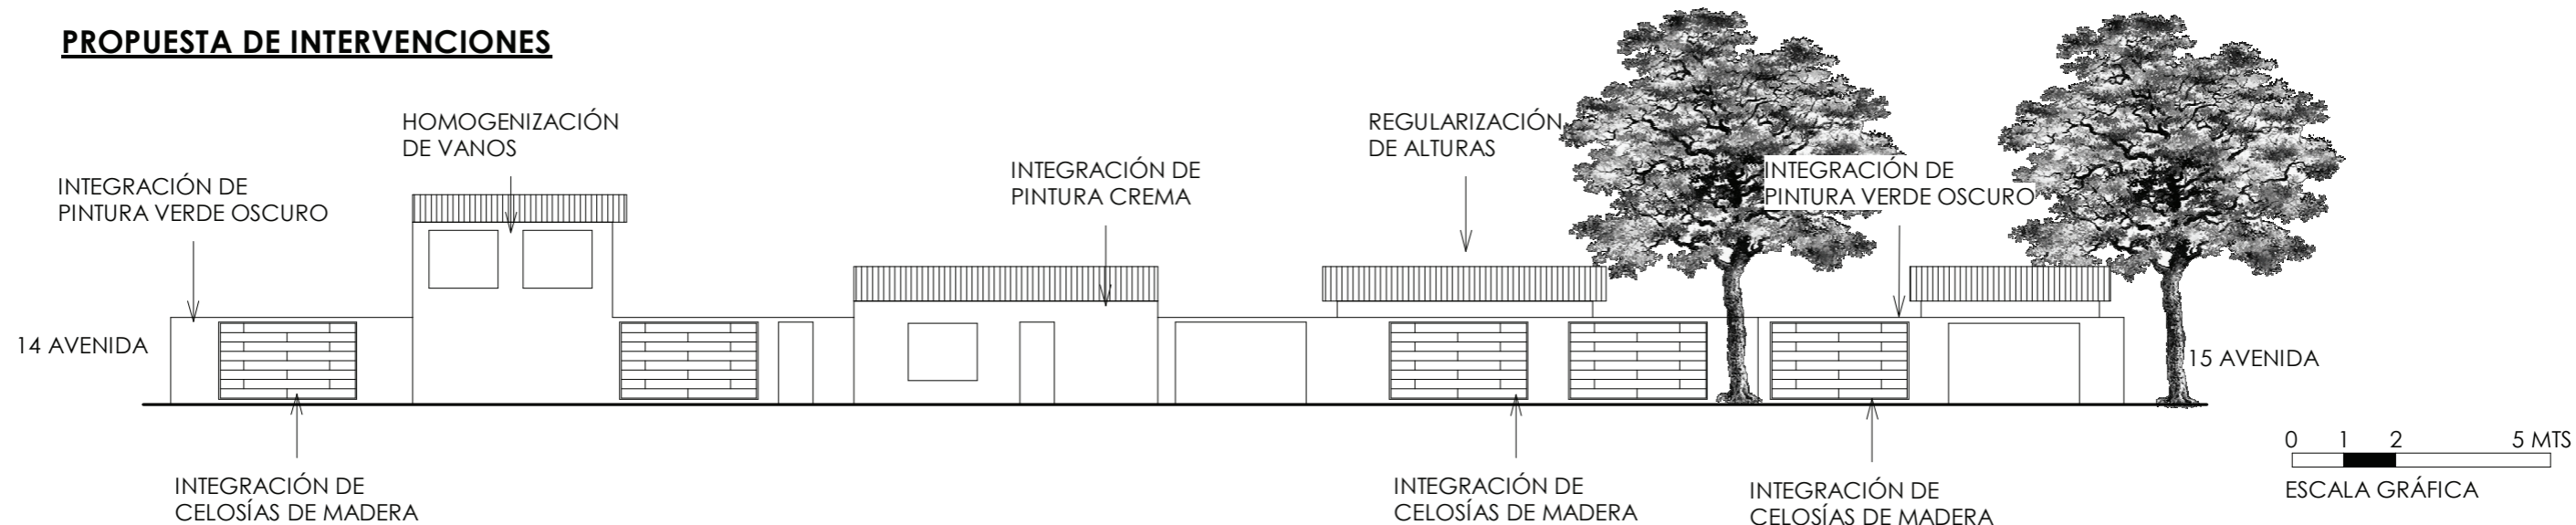 PROPUESTA DE INTERVENCIONES
HOMOGENIZACIÓN
DE VANOS
REGULARIZACIÓN
DE ALTURAS
INTEGRACIÓN DE
PINTURA CREMA
INTEGRACIÓN DE
PINTURA VERDE OSCURO
INTEGRACIÓN DE
PINTURA VERDE OSCURO
14 AVENIDA
15 AVENIDA
0 1 2 5 MTS
ESCALA GRÁFICA
INTEGRACIÓN DE
CELOSÍAS DE MADERA
INTEGRACIÓN DE
CELOSÍAS DE MADERA
INTEGRACIÓN DE
CELOSÍAS DE MADERA